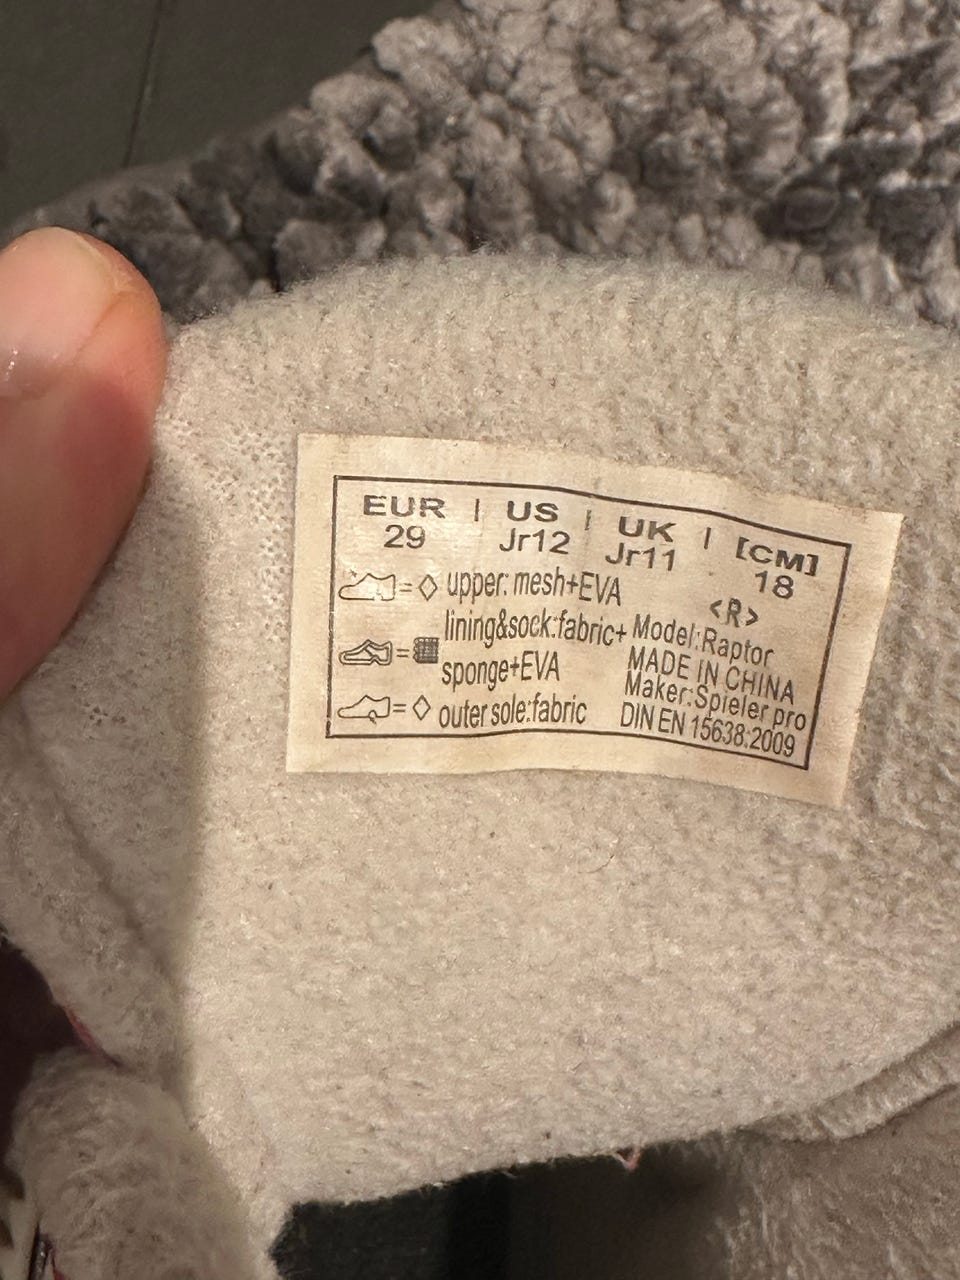 EUR | US | UK | [CM]
29 Jr12 Jr11 18
= ◇ upper: mesh+EVA
<R>
lining&sock:fabric+
= sponge+EVA
= ◇ outer sole:fabric
Model:Raptor
MADE IN CHINA
Maker:Spieler pro
DIN EN 15638:2009